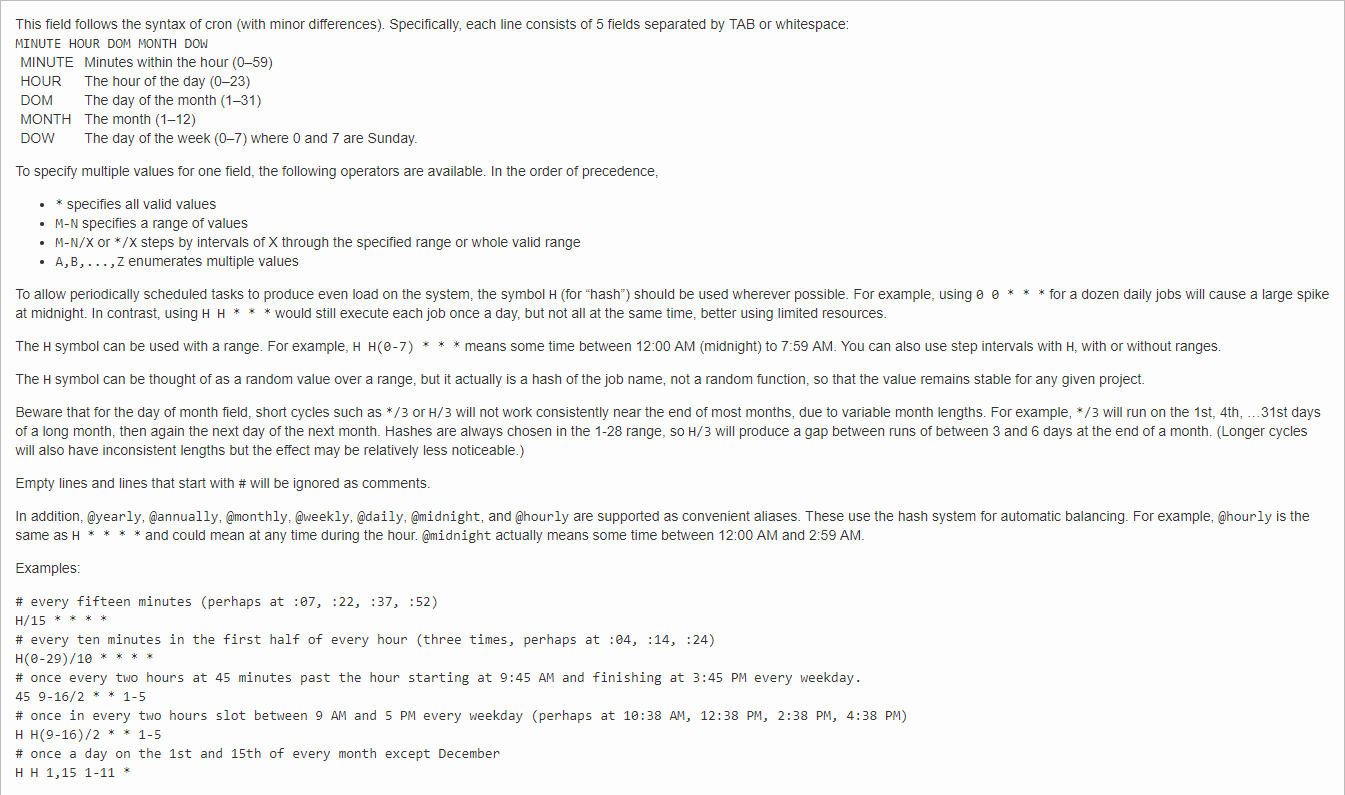 This field follows the syntax of cron (with minor differences). Specifically, each line consists of 5 fields separated by TAB or whitespace:
MINUTE HOUR DOM MONTH DOW
MINUTE Minutes within the hour (0–59)
HOUR The hour of the day (0–23)
DOM The day of the month (1–31)
MONTH The month (1–12)
DOW The day of the week (0–7) where 0 and 7 are Sunday.
To specify multiple values for one field, the following operators are available. In the order of precedence,
• * specifies all valid values
• M-N specifies a range of values
• M-N/X or */X steps by intervals of X through the specified range or whole valid range
• A,B,...,Z enumerates multiple values
To allow periodically scheduled tasks to produce even load on the system, the symbol H (for “hash”) should be used wherever possible. For example, using 0 0 * * * for a dozen daily jobs will cause a large spike
at midnight. In contrast, using H H * * * would still execute each job once a day, but not all at the same time, better using limited resources.
The H symbol can be used with a range. For example, H H(0-7) * * * means some time between 12:00 AM (midnight) to 7:59 AM. You can also use step intervals with H, with or without ranges.
The H symbol can be thought of as a random value over a range, but it actually is a hash of the job name, not a random function, so that the value remains stable for any given project.
Beware that for the day of month field, short cycles such as */3 or H/3 will not work consistently near the end of most months, due to variable month lengths. For example, */3 will run on the 1st, 4th, …31st days
of a long month, then again the next day of the next month. Hashes are always chosen in the 1-28 range, so H/3 will produce a gap between runs of between 3 and 6 days at the end of a month. (Longer cycles
will also have inconsistent lengths but the effect may be relatively less noticeable.)
Empty lines and lines that start with # will be ignored as comments.
In addition, @yearly, @annually, @monthly, @weekly, @daily, @midnight, and @hourly are supported as convenient aliases. These use the hash system for automatic balancing. For example, @hourly is the
same as H * * * * and could mean at any time during the hour. @midnight actually means some time between 12:00 AM and 2:59 AM.
Examples:
# every fifteen minutes (perhaps at :07, :22, :37, :52)
H/15 * * * *
# every ten minutes in the first half of every hour (three times, perhaps at :04, :14, :24)
H(0-29)/10 * * * *
# once every two hours at 45 minutes past the hour starting at 9:45 AM and finishing at 3:45 PM every weekday.
45 9-16/2 * * 1-5
# once in every two hours slot between 9 AM and 5 PM every weekday (perhaps at 10:38 AM, 12:38 PM, 2:38 PM, 4:38 PM)
H H(9-16)/2 * * 1-5
# once a day on the 1st and 15th of every month except December
H H 1,15 1-11 *